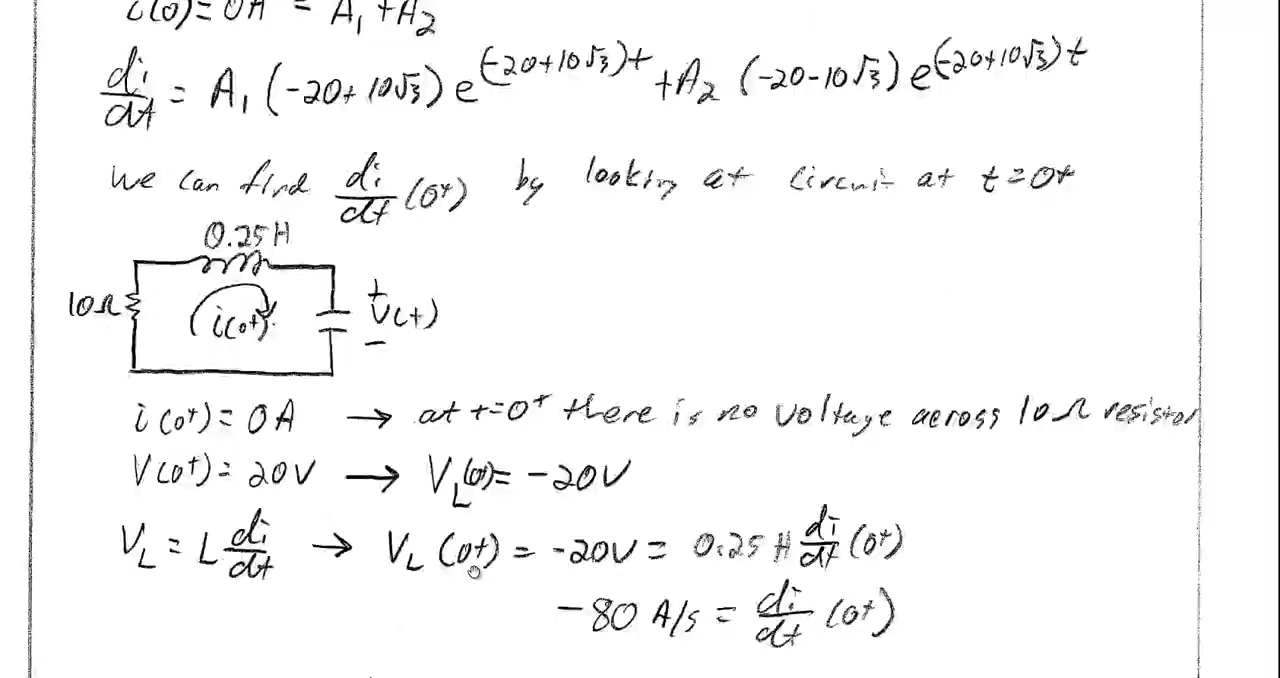 i(0)= 0A = A₁ + A₂
di/dt = A₁ (-20+10√3) e^(-20+10√3)t + A₂ (-20-10√3) e^(-20+10√3)t
we can find di/dt (0+) by looking at circuit at t=0+
0.25H
10Ω
i(0+)
+
v(t)
-
i(0+)= 0A → at t=0+ there is no voltage across 10Ω resistor
V(0+)= 20V → V_L(0+)= -20V
V_L = L di/dt → V_L (0+) = -20V = 0.25 H di/dt (0+)
-80 A/s = di/dt (0+)